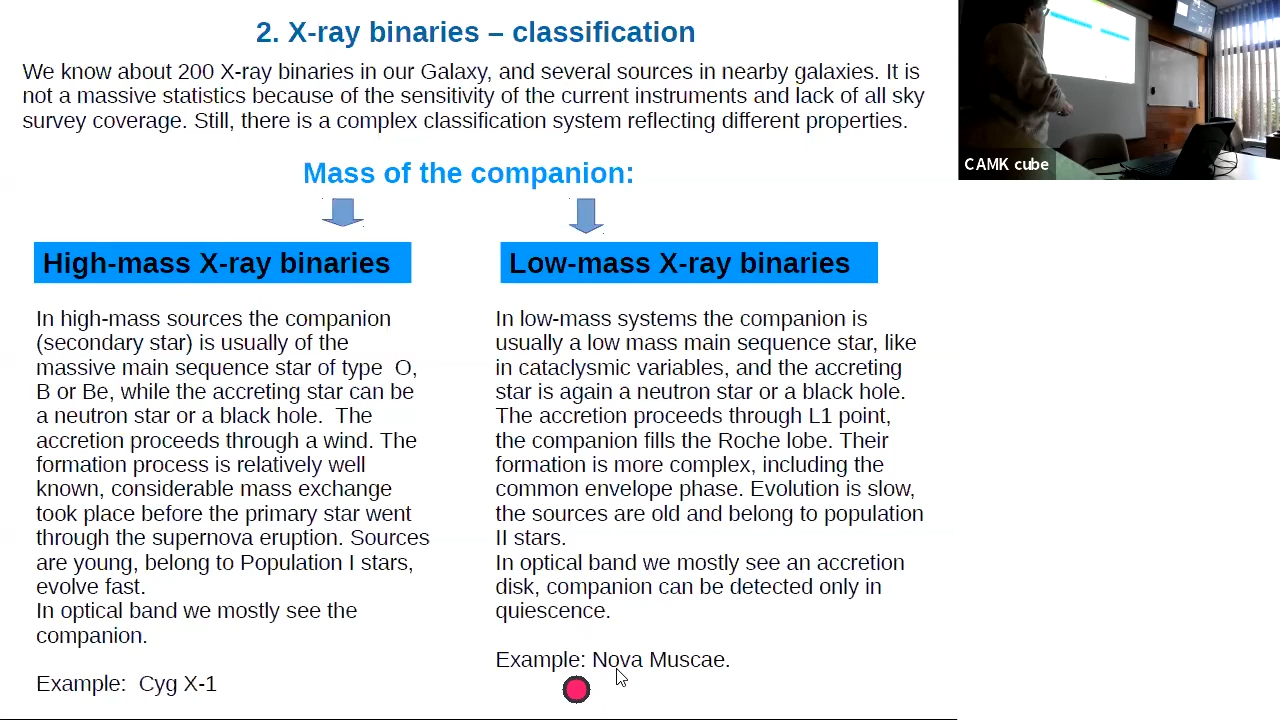 2. X-ray binaries – classification
We know about 200 X-ray binaries in our Galaxy, and several sources in nearby galaxies. It is
not a massive statistics because of the sensitivity of the current instruments and lack of all sky
survey coverage. Still, there is a complex classification system reflecting different properties.
Mass of the companion:
High-mass X-ray binaries
In high-mass sources the companion
(secondary star) is usually of the
massive main sequence star of type O,
B or Be, while the accreting star can be
a neutron star or a black hole. The
accretion proceeds through a wind. The
formation process is relatively well
known, considerable mass exchange
took place before the primary star went
through the supernova eruption. Sources
are young, belong to Population I stars,
evolve fast.
In optical band we mostly see the
companion.
Example: Cyg X-1
Low-mass X-ray binaries
In low-mass systems the companion is
usually a low mass main sequence star, like
in cataclysmic variables, and the accreting
star is again a neutron star or a black hole.
The accretion proceeds through L1 point,
the companion fills the Roche lobe. Their
formation is more complex, including the
common envelope phase. Evolution is slow,
the sources are old and belong to population
II stars.
In optical band we mostly see an accretion
disk, companion can be detected only in
quiescence.
Example: Nova Muscae.
CAMK cube